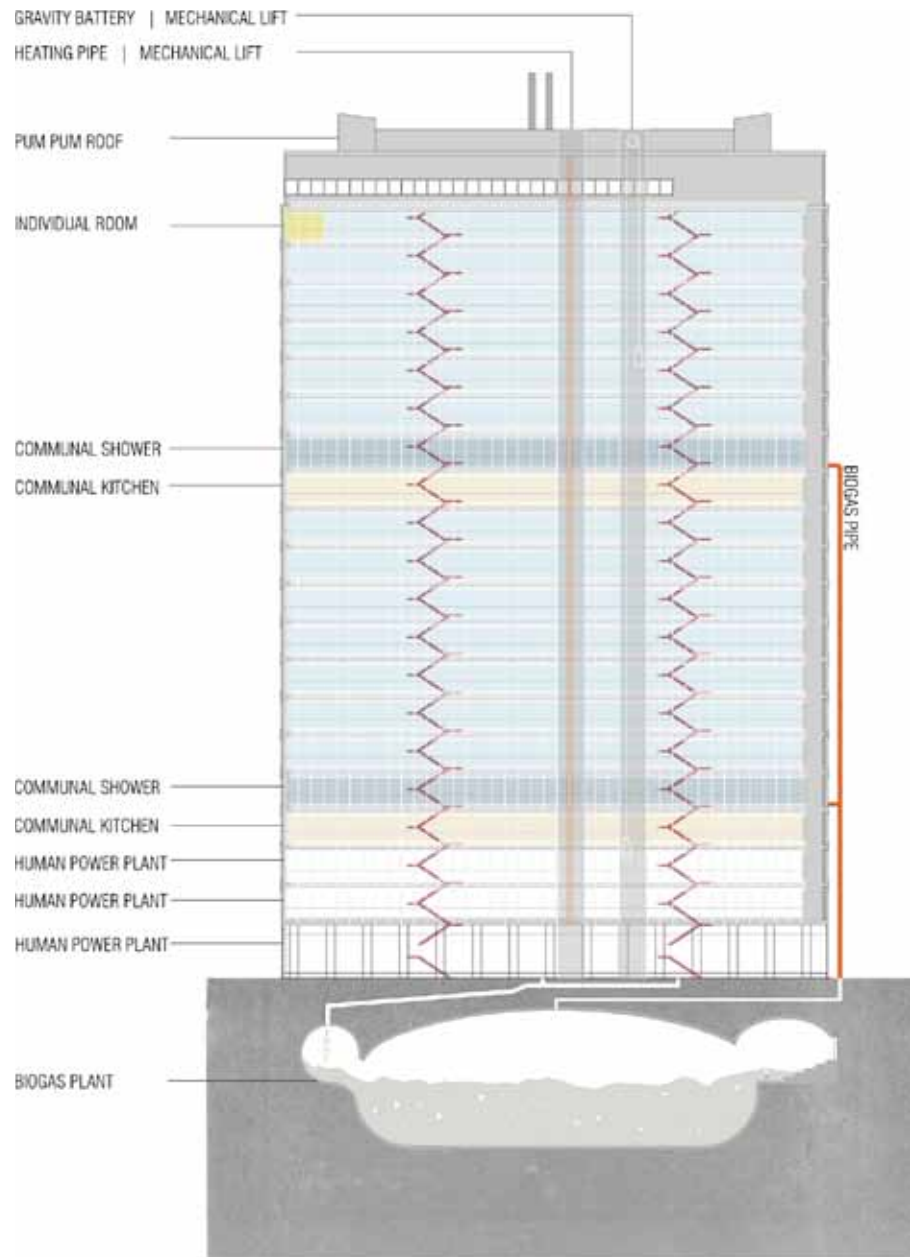 GRAVITY BATTERY | MECHANICAL LIFT
HEATING PIPE | MECHANICAL LIFT
PUM PUM ROOF
INDIVIDUAL ROOM
COMMUNAL SHOWER
COMMUNAL KITCHEN
BIOGAS PIPE
COMMUNAL SHOWER
COMMUNAL KITCHEN
HUMAN POWER PLANT
HUMAN POWER PLANT
HUMAN POWER PLANT
BIOGAS PLANT